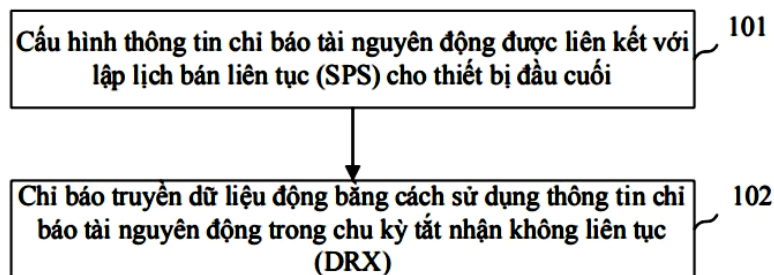 Cấu hình thông tin chỉ báo tài nguyên động được liên kết với
lập lịch bán liên tục (SPS) cho thiết bị đầu cuối
101
Chỉ báo truyền dữ liệu động bằng cách sử dụng thông tin chỉ
báo tài nguyên động trong chu kỳ tắt nhận không liên tục
(DRX)
102